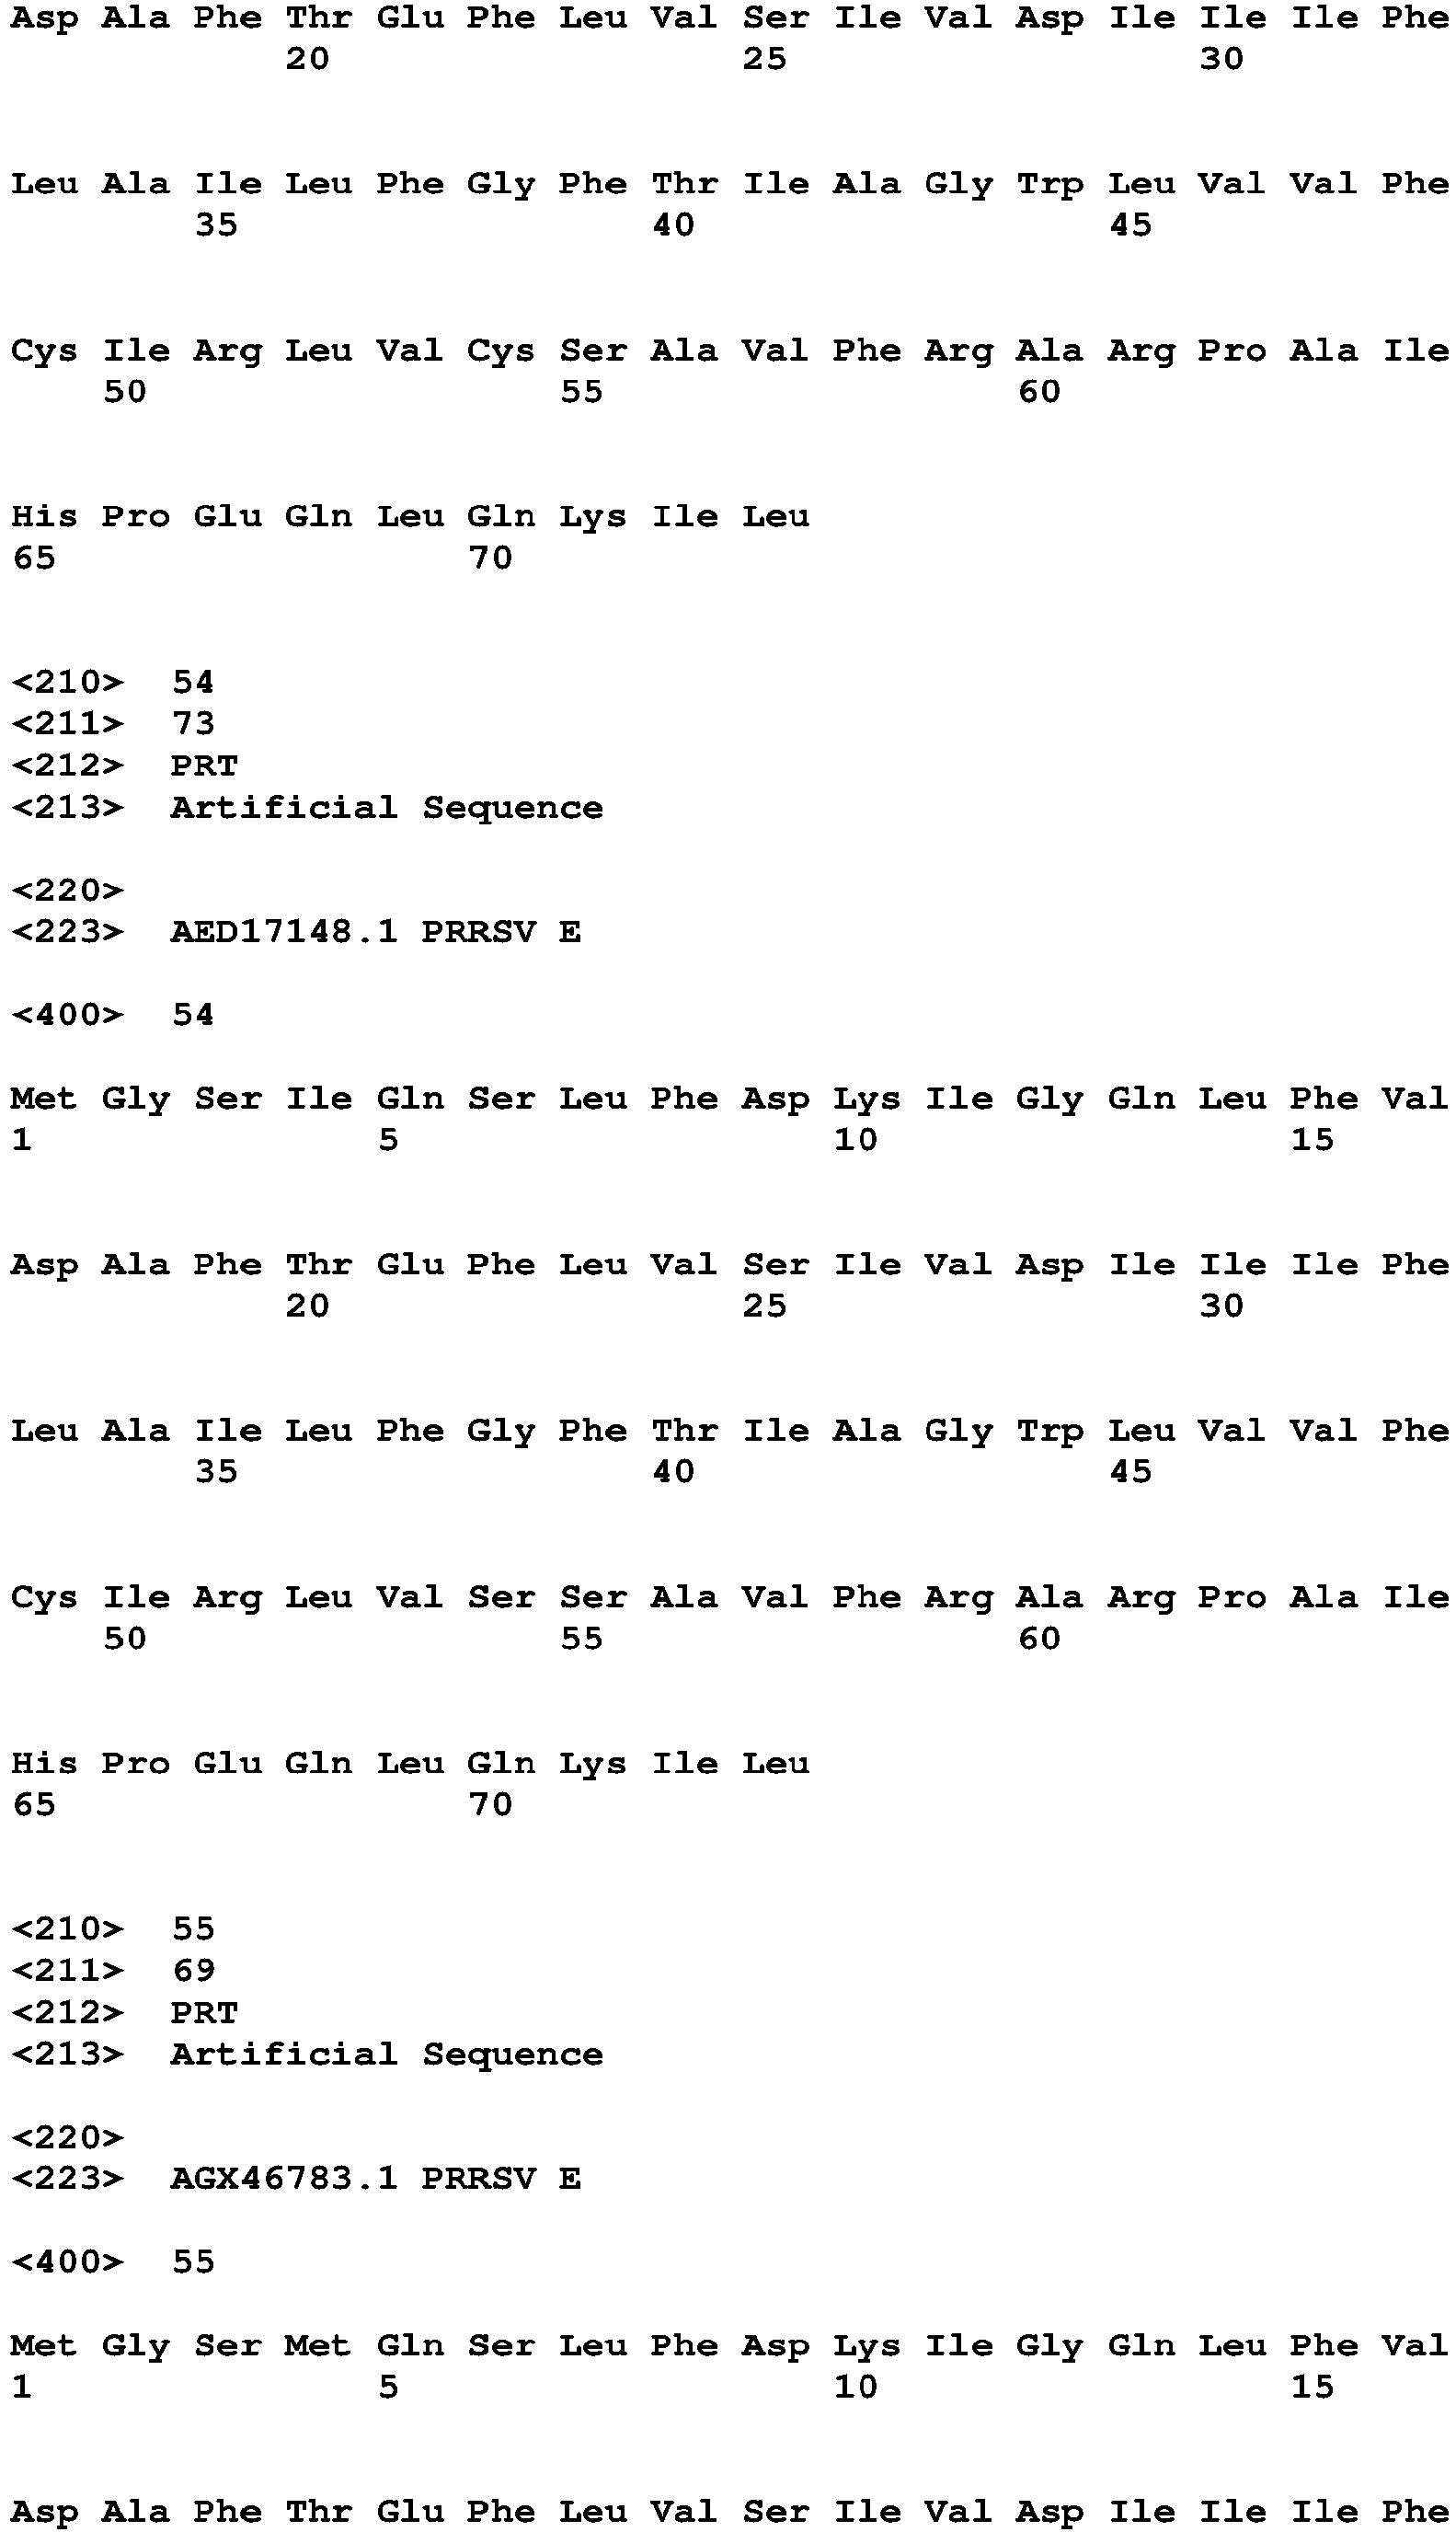 Asp Ala Phe Thr Glu Phe Leu Val Ser Ile Val Asp Ile Ile Ile Phe
20 25 30
Leu Ala Ile Leu Phe Gly Phe Thr Ile Ala Gly Trp Leu Val Val Phe
35 40 45
Cys Ile Arg Leu Val Cys Ser Ala Val Phe Arg Ala Arg Pro Ala Ile
50 55 60
His Pro Glu Gln Leu Gln Lys Ile Leu
65 70
<210> 54
<211> 73
<212> PRT
<213> Artificial Sequence
<220>
<223> AED17148.1 PRRSV E
<400> 54
Met Gly Ser Ile Gln Ser Leu Phe Asp Lys Ile Gly Gln Leu Phe Val
1 5 10 15
Asp Ala Phe Thr Glu Phe Leu Val Ser Ile Val Asp Ile Ile Ile Phe
20 25 30
Leu Ala Ile Leu Phe Gly Phe Thr Ile Ala Gly Trp Leu Val Val Phe
35 40 45
Cys Ile Arg Leu Val Ser Ser Ala Val Phe Arg Ala Arg Pro Ala Ile
50 55 60
His Pro Glu Gln Leu Gln Lys Ile Leu
65 70
<210> 55
<211> 69
<212> PRT
<213> Artificial Sequence
<220>
<223> AGX46783.1 PRRSV E
<400> 55
Met Gly Ser Met Gln Ser Leu Phe Asp Lys Ile Gly Gln Leu Phe Val
1 5 10 15
Asp Ala Phe Thr Glu Phe Leu Val Ser Ile Val Asp Ile Ile Ile Phe